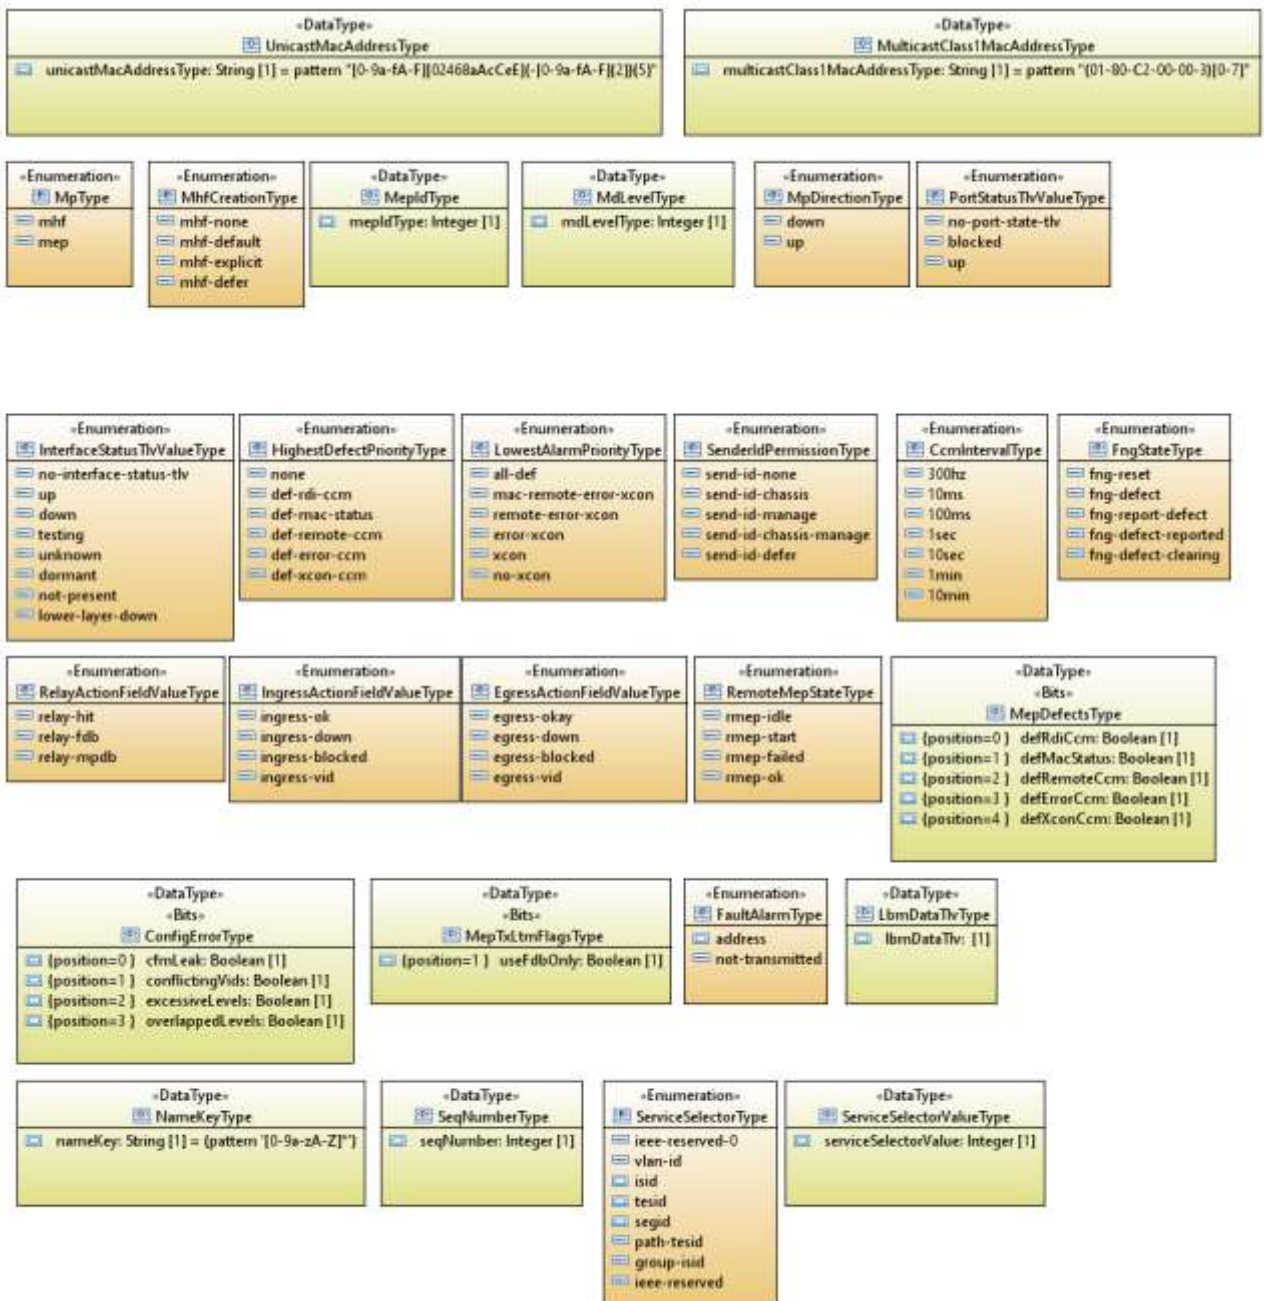 «DataType»
UnicastMacAddressType
unicastMacAddressType: String [1] = pattern "[0-9a-fA-F][02468aAcCeE](-[0-9a-fA-F]{2}){5}"
«DataType»
MulticastClass1MacAddressType
multicastClass1MacAddressType: String [1] = pattern "(01-80-C2-00-00-3)[0-7]"
«Enumeration»
MpType
mhf
mep
«Enumeration»
MhfCreationType
mhf-none
mhf-default
mhf-explicit
mhf-defer
«DataType»
MepIdType
mepIdType: Integer [1]
«DataType»
MdLevelType
mdLevelType: Integer [1]
«Enumeration»
MpDirectionType
down
up
«Enumeration»
PortStatusTlvValueType
no-port-state-tlv
blocked
up
«Enumeration»
InterfaceStatusTlvValueType
no-interface-status-tlv
up
down
testing
unknown
dormant
not-present
lower-layer-down
«Enumeration»
HighestDefectPriorityType
none
def-rdi-ccm
def-mac-status
def-remote-ccm
def-error-ccm
def-xcon-ccm
«Enumeration»
LowestAlarmPriorityType
all-def
mac-remote-error-xcon
remote-error-xcon
error-xcon
xcon
no-xcon
«Enumeration»
SenderIdPermissionType
send-id-none
send-id-chassis
send-id-manage
send-id-chassis-manage
send-id-defer
«Enumeration»
CcmIntervalType
300hz
10ms
100ms
1sec
10sec
1min
10min
«Enumeration»
FngStateType
fng-reset
fng-defect
fng-report-defect
fng-defect-reported
fng-defect-clearing
«Enumeration»
RelayActionFieldValueType
relay-hit
relay-fdb
relay-mpdb
«Enumeration»
IngressActionFieldValueType
ingress-ok
ingress-down
ingress-blocked
ingress-vid
«Enumeration»
EgressActionFieldValueType
egress-okay
egress-down
egress-blocked
egress-vid
«Enumeration»
RemoteMepStateType
rmep-idle
rmep-start
rmep-failed
rmep-ok
«DataType»
«Bits»
MepDefectsType
{position=0 } defRdiCcm: Boolean [1]
{position=1 } defMacStatus: Boolean [1]
{position=2 } defRemoteCcm: Boolean [1]
{position=3 } defErrorCcm: Boolean [1]
{position=4 } defXconCcm: Boolean [1]
«DataType»
«Bits»
ConfigErrorType
{position=0 } cfmLeak: Boolean [1]
{position=1 } conflictingVids: Boolean [1]
{position=2 } excessiveLevels: Boolean [1]
{position=3 } overlappedLevels: Boolean [1]
«DataType»
«Bits»
MepTxLtmFlagsType
{position=1 } useFdbOnly: Boolean [1]
«Enumeration»
FaultAlarmType
address
not-transmitted
«DataType»
LbmDataTlvType
lbmDataTlv: [1]
«DataType»
NameKeyType
nameKey: String [1] = (pattern '[0-9a-zA-Z]*')
«DataType»
SeqNumberType
seqNumber: Integer [1]
«Enumeration»
ServiceSelectorType
ieee-reserved-0
vlan-id
isid
tesid
segid
path-tesid
group-isid
ieee-reserved
«DataType»
ServiceSelectorValueType
serviceSelectorValue: Integer [1]